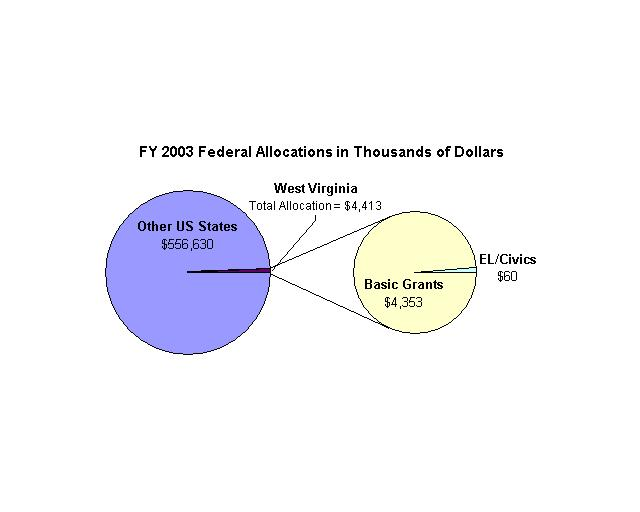 FY 2003 Federal Allocations in Thousands of Dollars
West Virginia
Total Allocation = $4,413
Other US States
$556,630
EL/Civics
$60
Basic Grants
$4,353